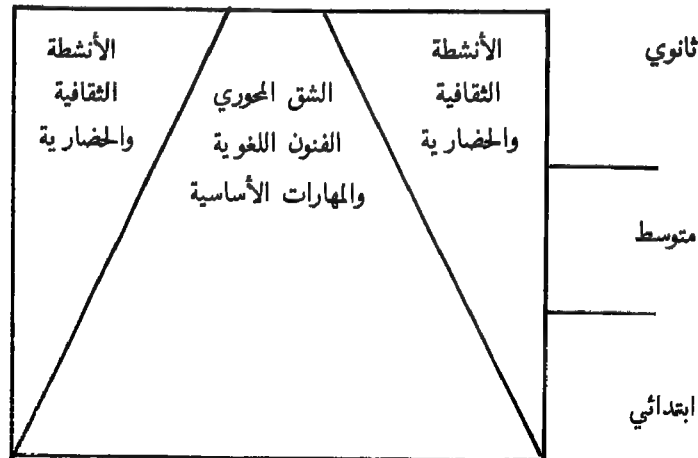 ثانوي
الأنشطة
الثقافية
والحضارية
الشق المحوري
الفنون اللغوية
والمهارات الأساسية
الأنشطة
الثقافية
والحضارية
متوسط
ابتدائي